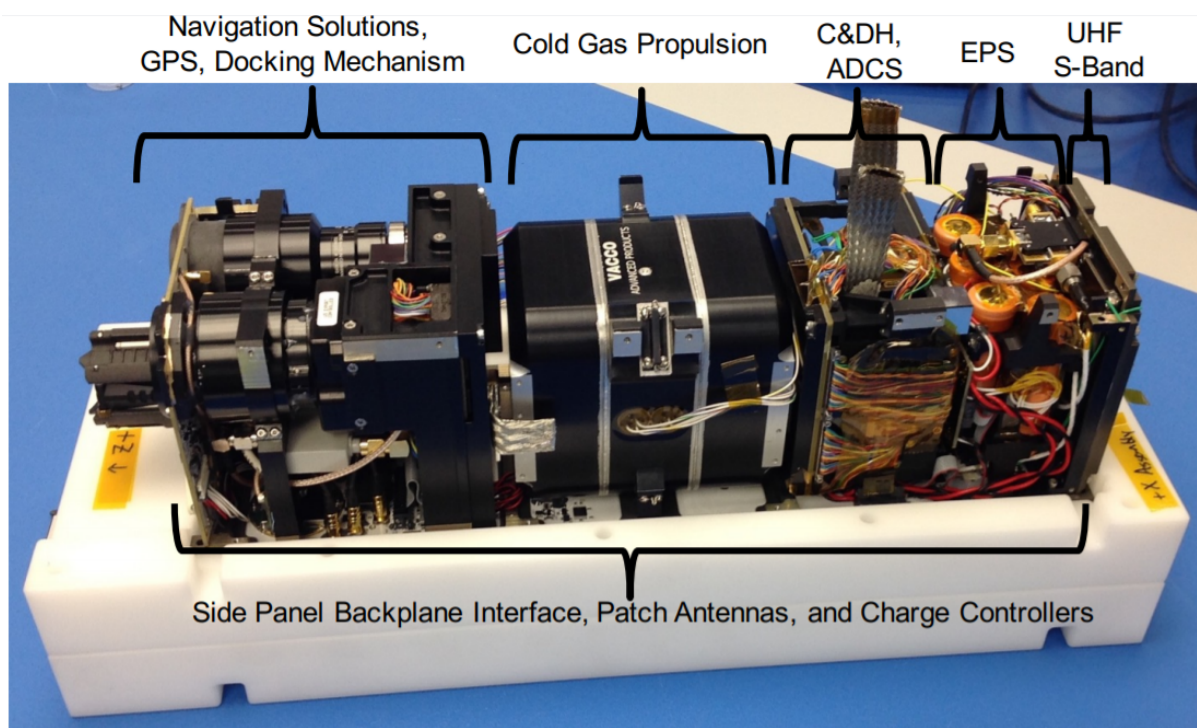 Navigation Solutions,
GPS, Docking Mechanism
Cold Gas Propulsion
C&DH,
ADCS
EPS
UHF
S-Band
VACCO
ADVANCED PRODUCTS
↑ Z+
+X Assembly
Side Panel Backplane Interface, Patch Antennas, and Charge Controllers